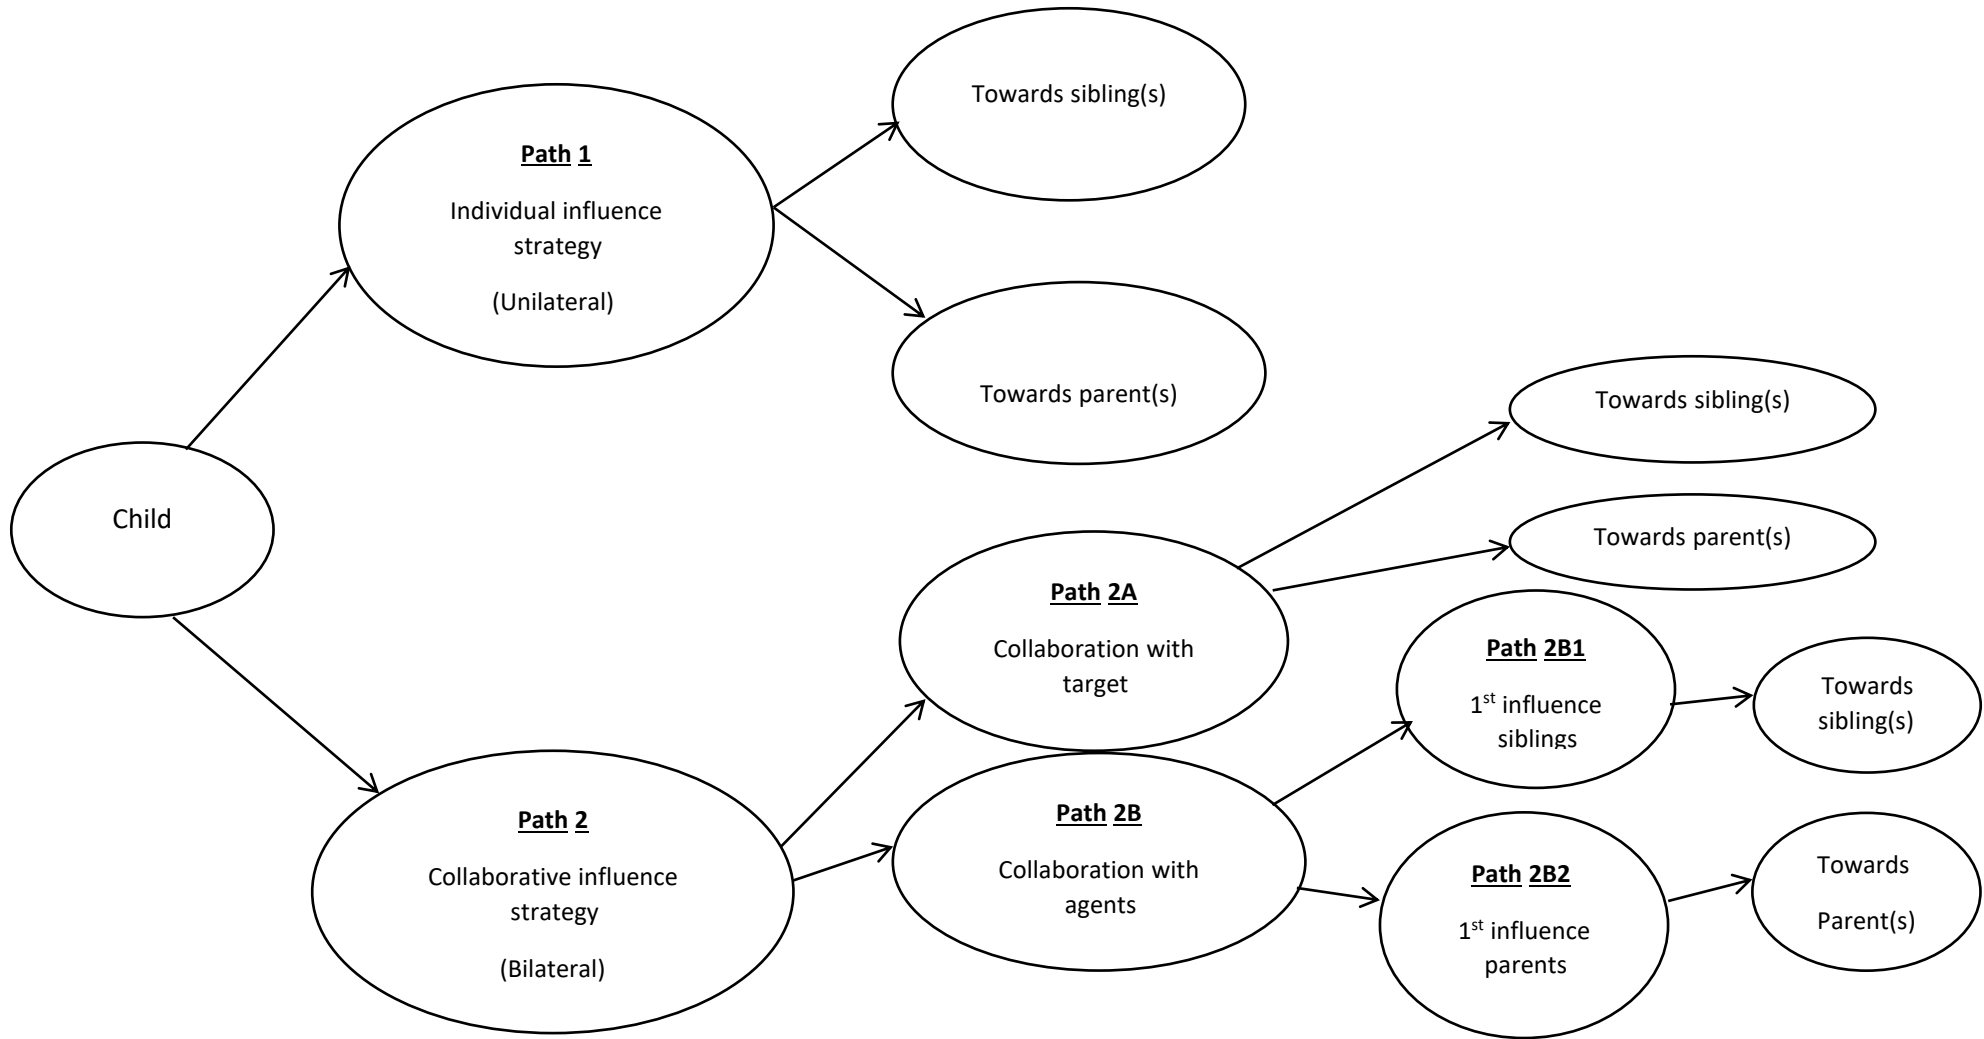 Towards sibling(s)
Path 1
Individual influence
strategy
(Unilateral)
Towards parent(s)
Towards sibling(s)
Child
Towards parent(s)
Path 2A
Collaboration with
target
Path 2B1
1st influence
siblings
Towards
sibling(s)
Path 2
Collaborative influence
strategy
(Bilateral)
Path 2B
Collaboration with
agents
Path 2B2
1st influence
parents
Towards
Parent(s)